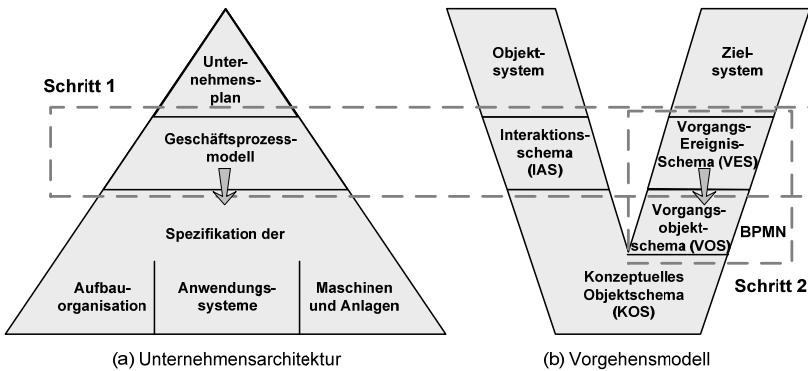 Schritt 1
Unter-
nehmens-
plan
Geschäftsprozess-
modell
Spezifikation der
Aufbau-
organisation
Anwendungs-
systeme
Maschinen
und Anlagen
(a) Unternehmensarchitektur
Objekt-
system
Ziel-
system
Interaktions-
schema
(IAS)
Vorgangs-
Ereignis-
Schema (VES)
Vorgangs-
objekt-
schema (VOS)
BPMN
Konzeptuelles
Objektschema
(KOS)
Schritt 2
(b) Vorgehensmodell